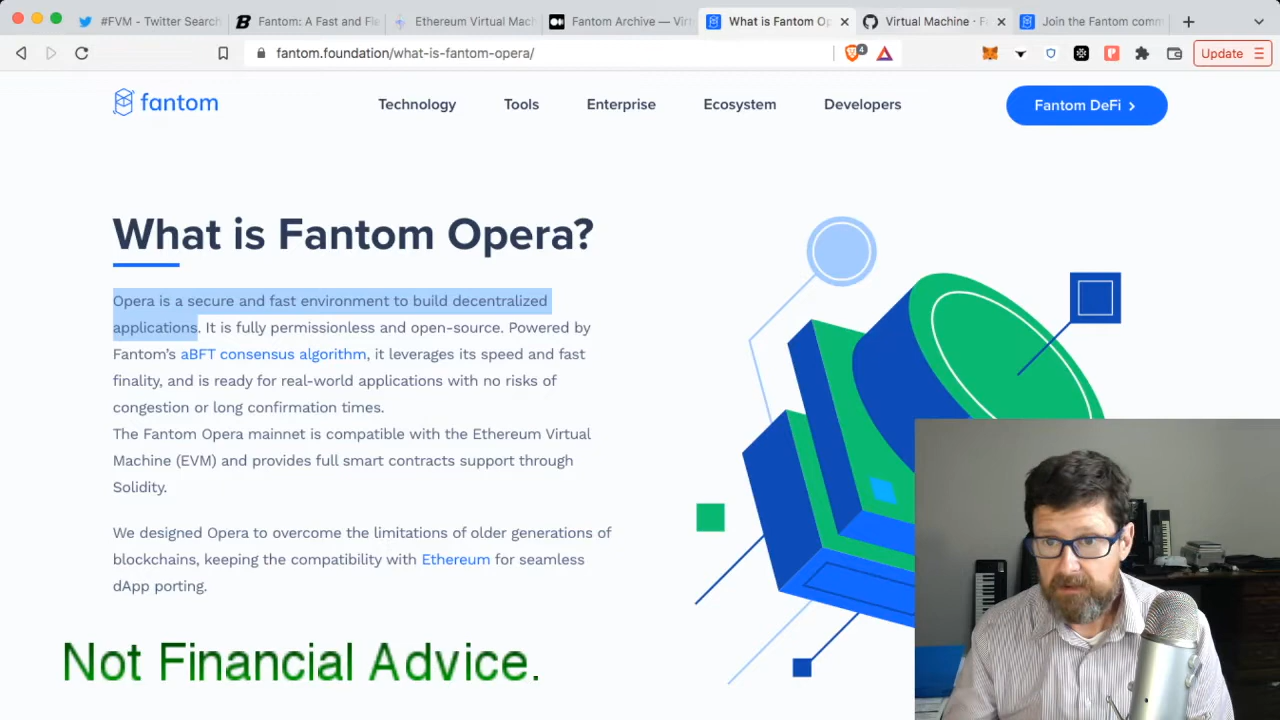 #FVM - Twitter Search
Fantom: A Fast and Fle
Ethereum Virtual Mac
Fantom Archive — Virt
What is Fantom Op
Virtual Machine · F
Join the Fantom comm
fantom.foundation/what-is-fantom-opera/
4
Update
fantom
Technology
Tools
Enterprise
Ecosystem
Developers
Fantom DeFi
What is Fantom Opera?
Opera is a secure and fast environment to build decentralized
applications. It is fully permissionless and open-source. Powered by
Fantom’s aBFT consensus algorithm, it leverages its speed and fast
finality, and is ready for real-world applications with no risks of
congestion or long confirmation times.
The Fantom Opera mainnet is compatible with the Ethereum Virtual
Machine (EVM) and provides full smart contracts support through
Solidity.
We designed Opera to overcome the limitations of older generations of
blockchains, keeping the compatibility with Ethereum for seamless
dApp porting.
Not Financial Advice.